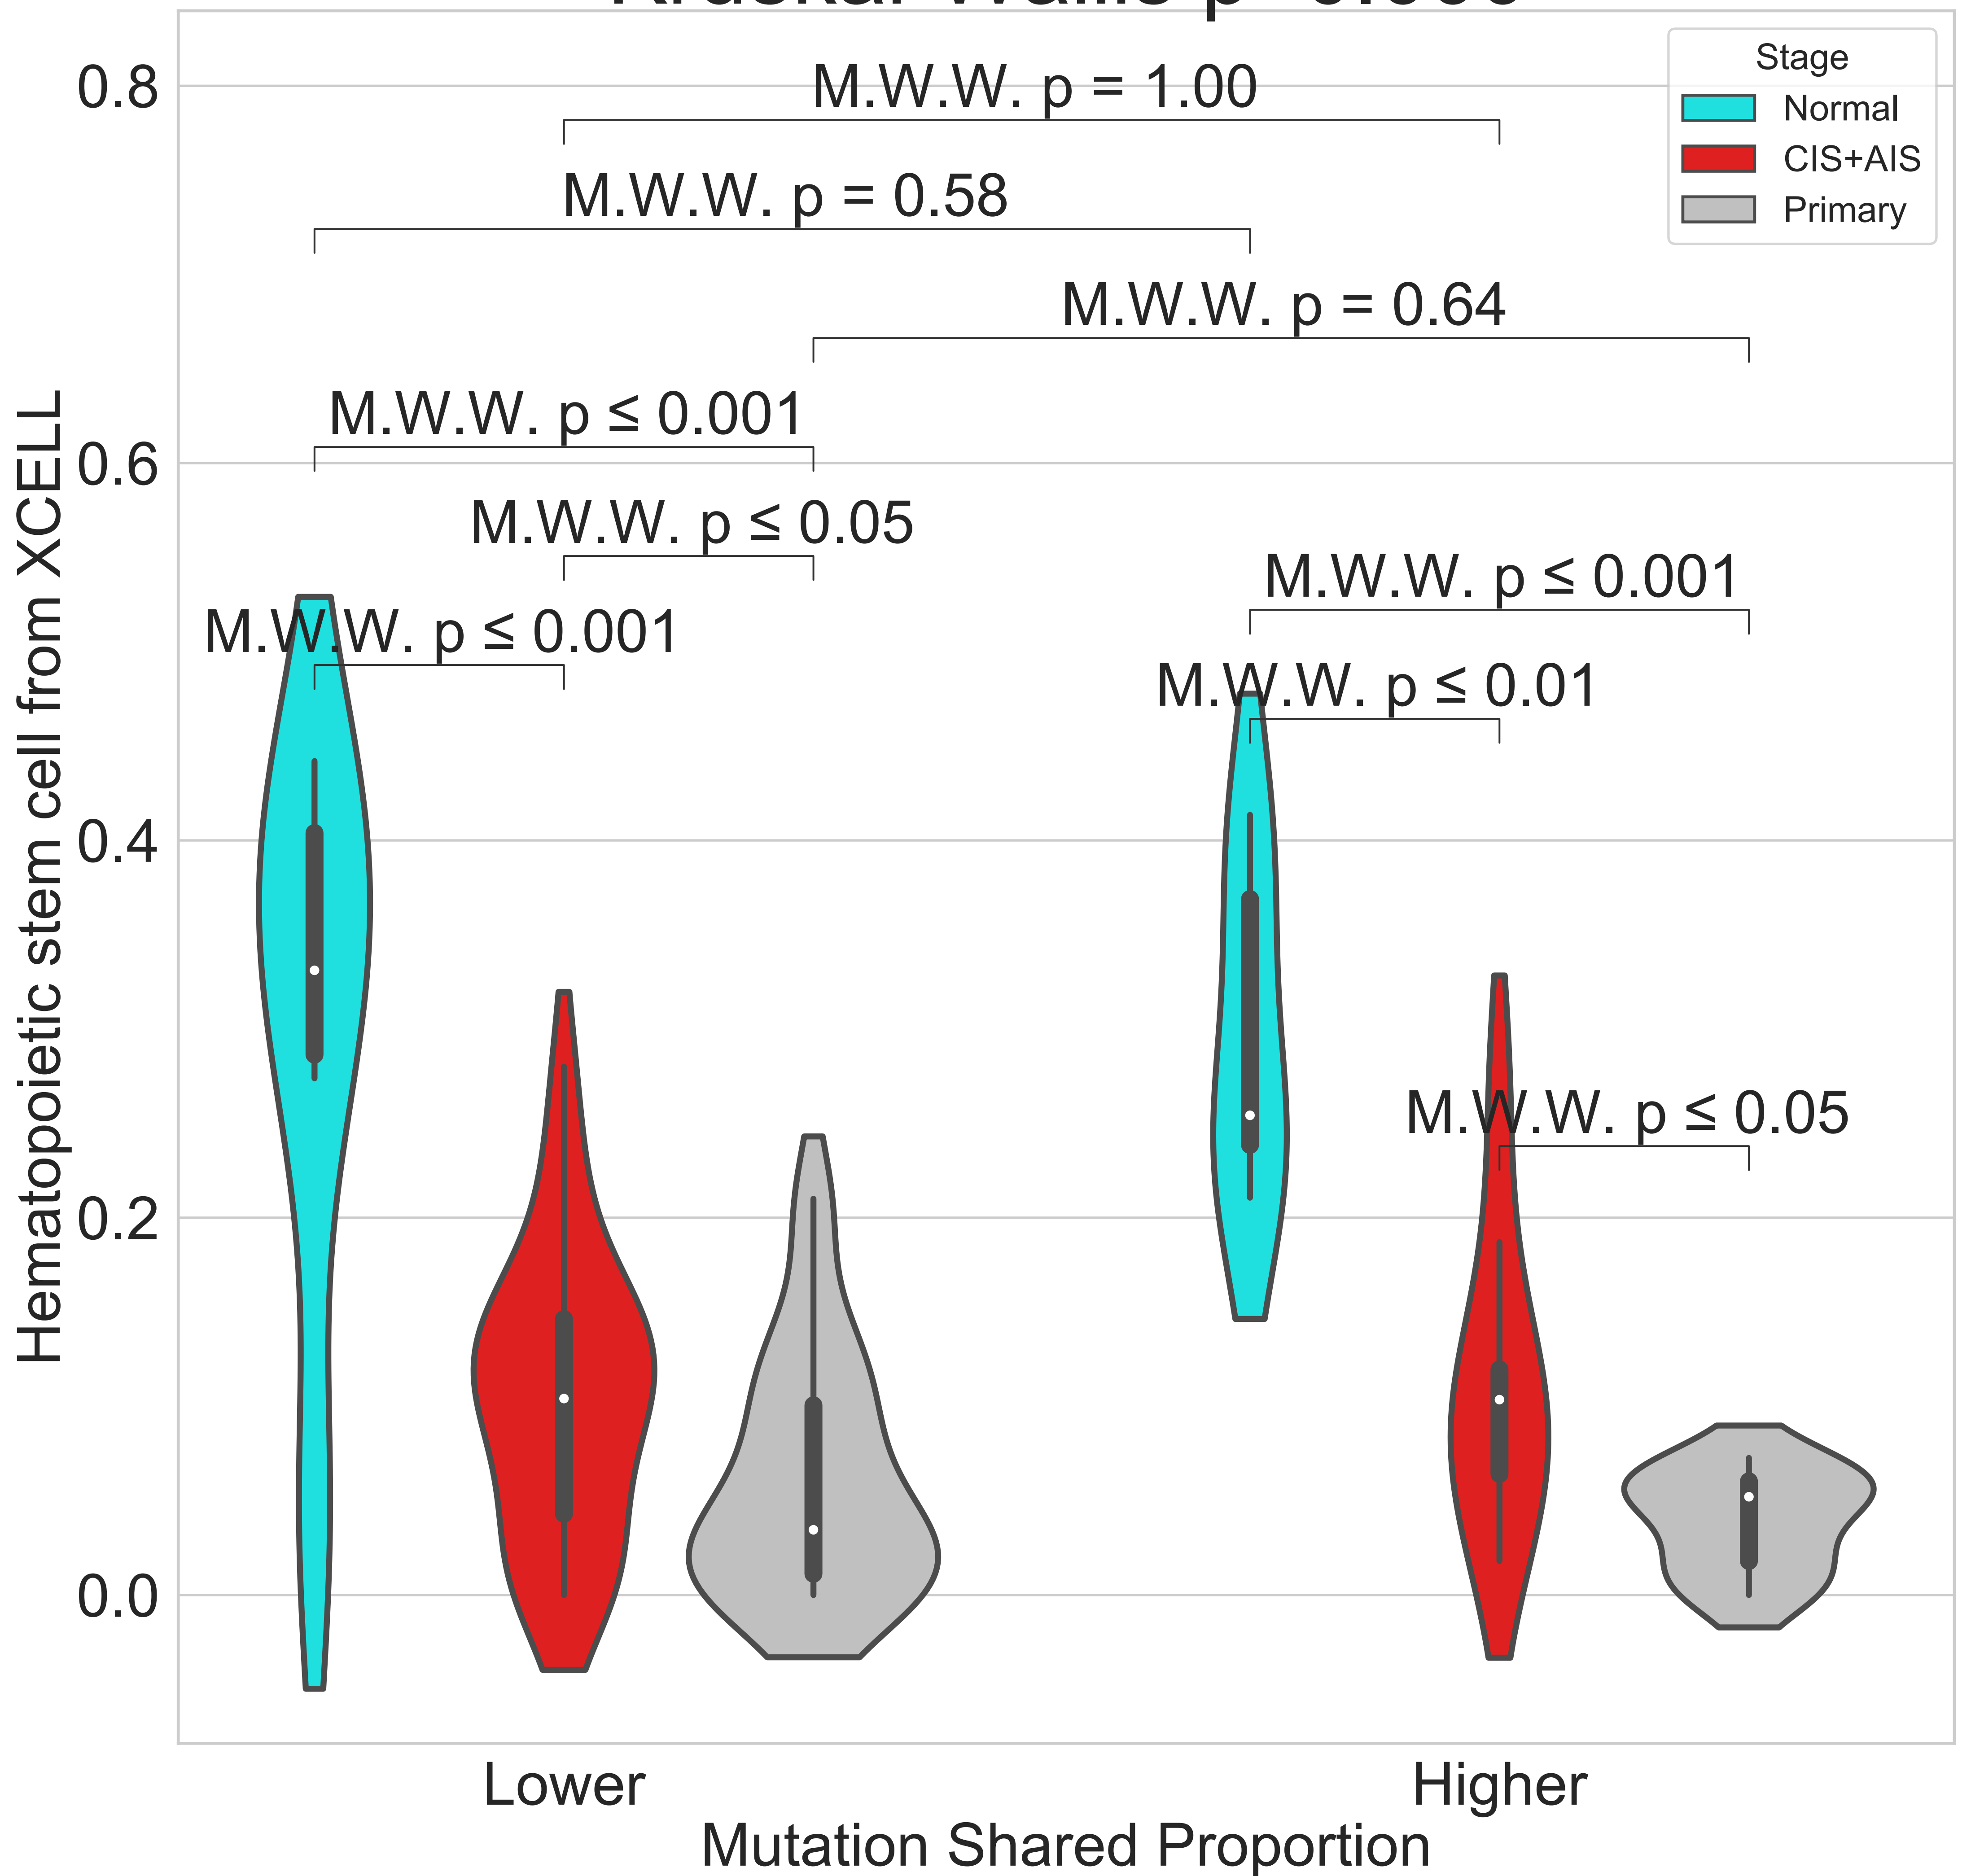 M.W.W. p = 1.00
M.W.W. p = 0.58
M.W.W. p = 0.64
M.W.W. p ≤ 0.001
M.W.W. p ≤ 0.05
M.W.W. p ≤ 0.001
M.W.W. p ≤ 0.001
M.W.W. p ≤ 0.01
M.W.W. p ≤ 0.05
Stage
Normal
CIS+AIS
Primary
Hematopoietic stem cell from XCELL
0.8
0.6
0.4
0.2
0.0
Lower
Higher
Mutation Shared Proportion